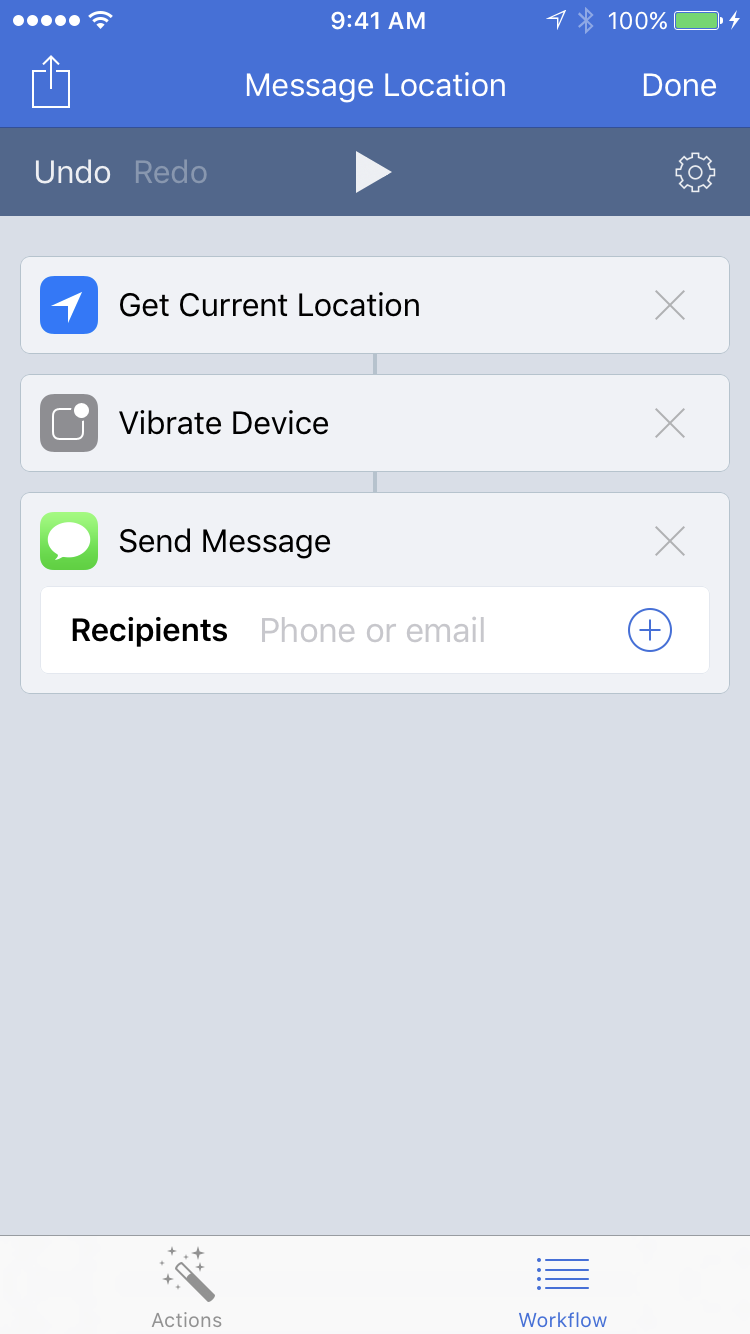 9:41 AM 100%
Message Location Done
Undo Redo
Get Current Location
Vibrate Device
Send Message
Recipients Phone or email
Actions Workflow